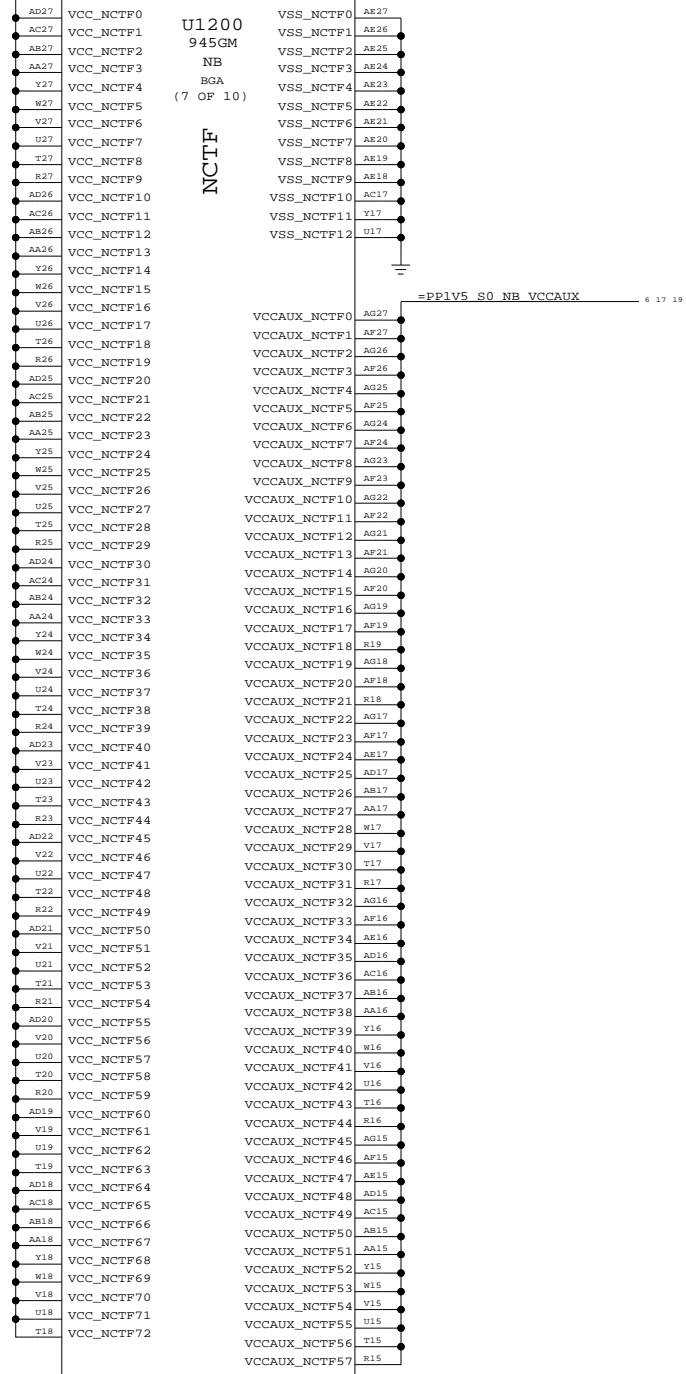 U1200
945GM
NB
BGA
(7 OF 10)
NCTF
AD27 VCC_NCTF0
AC27 VCC_NCTF1
AB27 VCC_NCTF2
AA27 VCC_NCTF3
Y27 VCC_NCTF4
W27 VCC_NCTF5
V27 VCC_NCTF6
U27 VCC_NCTF7
T27 VCC_NCTF8
R27 VCC_NCTF9
AD26 VCC_NCTF10
AC26 VCC_NCTF11
AB26 VCC_NCTF12
AA26 VCC_NCTF13
Y26 VCC_NCTF14
W26 VCC_NCTF15
V26 VCC_NCTF16
U26 VCC_NCTF17
T26 VCC_NCTF18
R26 VCC_NCTF19
AD25 VCC_NCTF20
AC25 VCC_NCTF21
AB25 VCC_NCTF22
AA25 VCC_NCTF23
Y25 VCC_NCTF24
W25 VCC_NCTF25
V25 VCC_NCTF26
U25 VCC_NCTF27
T25 VCC_NCTF28
R25 VCC_NCTF29
AD24 VCC_NCTF30
AC24 VCC_NCTF31
AB24 VCC_NCTF32
AA24 VCC_NCTF33
Y24 VCC_NCTF34
W24 VCC_NCTF35
V24 VCC_NCTF36
U24 VCC_NCTF37
T24 VCC_NCTF38
R24 VCC_NCTF39
AD23 VCC_NCTF40
V23 VCC_NCTF41
U23 VCC_NCTF42
T23 VCC_NCTF43
R23 VCC_NCTF44
AD22 VCC_NCTF45
V22 VCC_NCTF46
U22 VCC_NCTF47
T22 VCC_NCTF48
R22 VCC_NCTF49
AD21 VCC_NCTF50
V21 VCC_NCTF51
U21 VCC_NCTF52
T21 VCC_NCTF53
R21 VCC_NCTF54
AD20 VCC_NCTF55
V20 VCC_NCTF56
U20 VCC_NCTF57
T20 VCC_NCTF58
R20 VCC_NCTF59
AD19 VCC_NCTF60
V19 VCC_NCTF61
U19 VCC_NCTF62
T19 VCC_NCTF63
AD18 VCC_NCTF64
AC18 VCC_NCTF65
AB18 VCC_NCTF66
AA18 VCC_NCTF67
Y18 VCC_NCTF68
W18 VCC_NCTF69
V18 VCC_NCTF70
U18 VCC_NCTF71
T18 VCC_NCTF72
VSS_NCTF0 AE27
VSS_NCTF1 AE26
VSS_NCTF2 AE25
VSS_NCTF3 AE24
VSS_NCTF4 AE23
VSS_NCTF5 AE22
VSS_NCTF6 AE21
VSS_NCTF7 AE20
VSS_NCTF8 AE19
VSS_NCTF9 AE18
VSS_NCTF10 AC17
VSS_NCTF11 Y17
VSS_NCTF12 U17
=PP1V5_S0_NB_VCCAUX 6 17 19
VCCAUX_NCTF0 AG27
VCCAUX_NCTF1 AF27
VCCAUX_NCTF2 AG26
VCCAUX_NCTF3 AF26
VCCAUX_NCTF4 AG25
VCCAUX_NCTF5 AF25
VCCAUX_NCTF6 AG24
VCCAUX_NCTF7 AF24
VCCAUX_NCTF8 AG23
VCCAUX_NCTF9 AF23
VCCAUX_NCTF10 AG22
VCCAUX_NCTF11 AF22
VCCAUX_NCTF12 AG21
VCCAUX_NCTF13 AF21
VCCAUX_NCTF14 AG20
VCCAUX_NCTF15 AF20
VCCAUX_NCTF16 AG19
VCCAUX_NCTF17 AF19
VCCAUX_NCTF18 R19
VCCAUX_NCTF19 AG18
VCCAUX_NCTF20 AF18
VCCAUX_NCTF21 R18
VCCAUX_NCTF22 AG17
VCCAUX_NCTF23 AF17
VCCAUX_NCTF24 AE17
VCCAUX_NCTF25 AD17
VCCAUX_NCTF26 AB17
VCCAUX_NCTF27 AA17
VCCAUX_NCTF28 W17
VCCAUX_NCTF29 V17
VCCAUX_NCTF30 T17
VCCAUX_NCTF31 R17
VCCAUX_NCTF32 AG16
VCCAUX_NCTF33 AF16
VCCAUX_NCTF34 AE16
VCCAUX_NCTF35 AD16
VCCAUX_NCTF36 AC16
VCCAUX_NCTF37 AB16
VCCAUX_NCTF38 AA16
VCCAUX_NCTF39 Y16
VCCAUX_NCTF40 W16
VCCAUX_NCTF41 V16
VCCAUX_NCTF42 U16
VCCAUX_NCTF43 T16
VCCAUX_NCTF44 R16
VCCAUX_NCTF45 AG15
VCCAUX_NCTF46 AF15
VCCAUX_NCTF47 AE15
VCCAUX_NCTF48 AD15
VCCAUX_NCTF49 AC15
VCCAUX_NCTF50 AB15
VCCAUX_NCTF51 AA15
VCCAUX_NCTF52 Y15
VCCAUX_NCTF53 W15
VCCAUX_NCTF54 V15
VCCAUX_NCTF55 U15
VCCAUX_NCTF56 T15
VCCAUX_NCTF57 R15